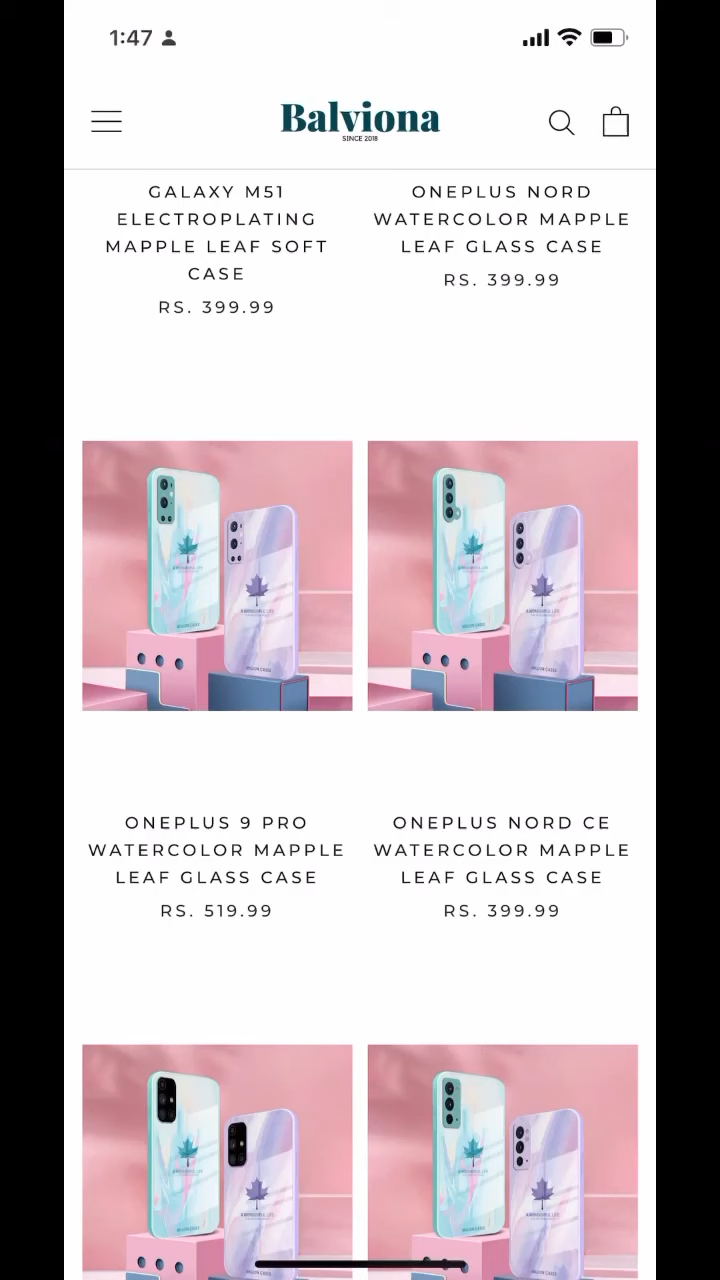 1:47
Balviona
SINCE 2018
GALAXY M51
ELECTROPLATING
MAPPLE LEAF SOFT
CASE
RS. 399.99
ONEPLUS NORD
WATERCOLOR MAPPLE
LEAF GLASS CASE
RS. 399.99
ONEPLUS 9 PRO
WATERCOLOR MAPPLE
LEAF GLASS CASE
RS. 519.99
ONEPLUS NORD CE
WATERCOLOR MAPPLE
LEAF GLASS CASE
RS. 399.99